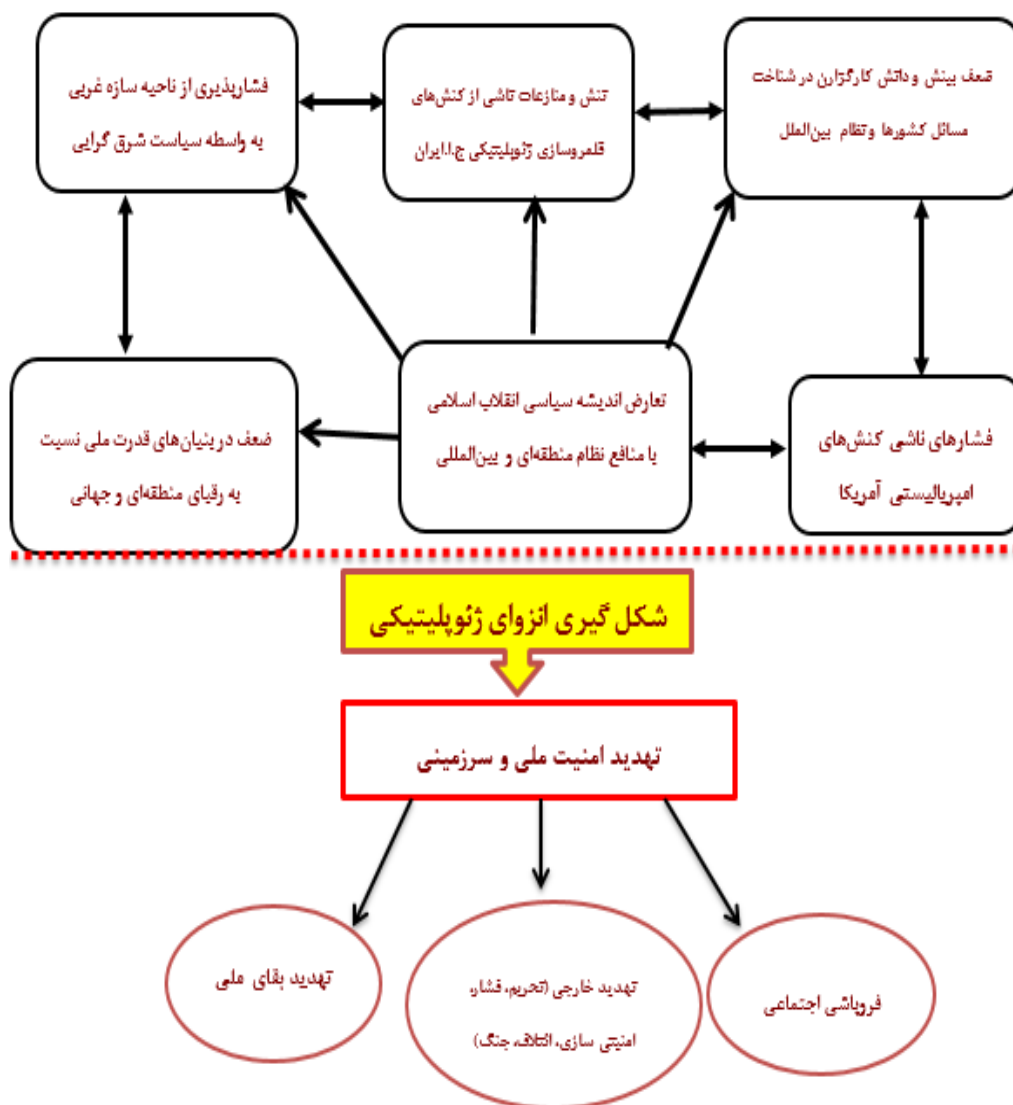 ضعف بینش و دانش کارگزارن در شناخت
مسائل کشورها و نظام بین‌الملل
تنش و منازعات ناشی از کنش‌های
قلمروسازی ژئوپلیتیکی ج.ا.ایران
فشارپذیری از ناحیه سازه غربی
به واسطه سیاست شرق گرایی
فشارهای ناشی کنش‌های
امپریالیستی آمریکا
تعارض اندیشه سیاسی انقلاب اسلامی
با منافع نظام منطقه‌ای و بین‌المللی
ضعف در بنیان‌های قدرت ملی نسبت
به رقبای منطقه‌ای و جهانی
شکل گیری انزوای ژئوپلیتیکی
تهدید امنیت ملی و سرزمینی
فروپاشی اجتماعی
تهدید خارجی (تحریم، فشار،
امنیتی سازی، ائتلاف، جنگ)
تهدید بقای ملی